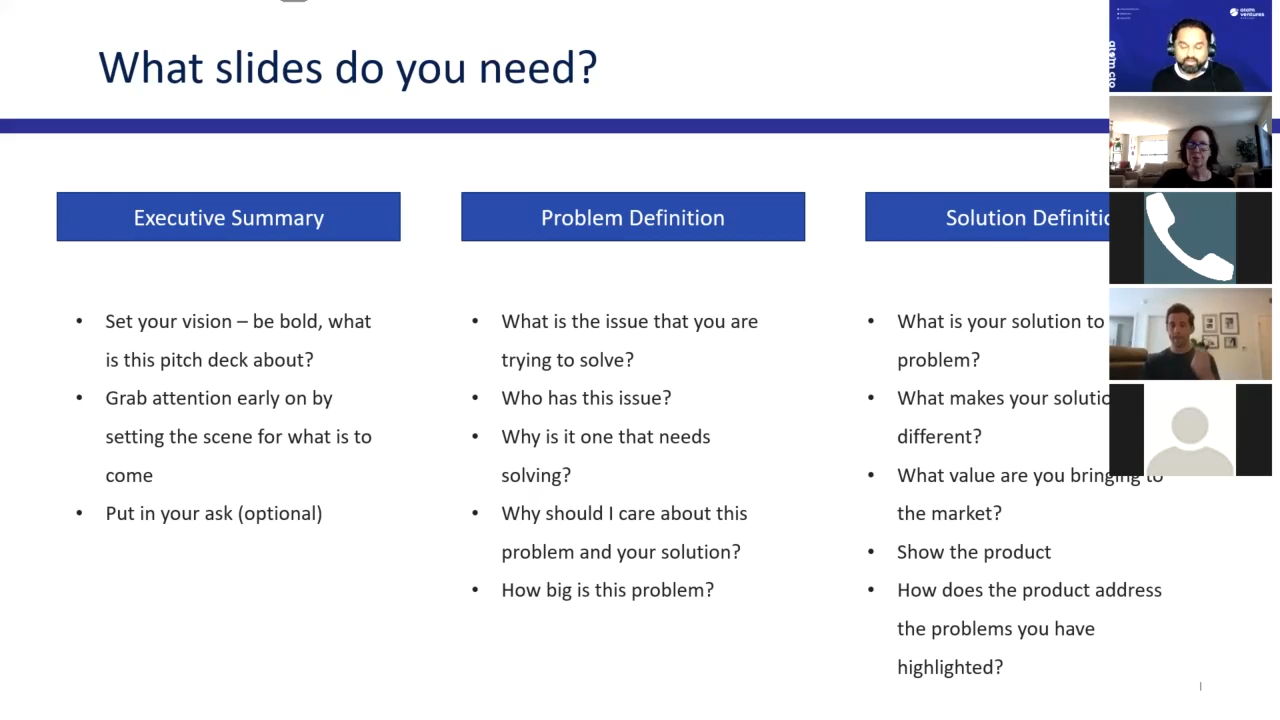 What slides do you need?
Executive Summary
• Set your vision – be bold, what
is this pitch deck about?
• Grab attention early on by
setting the scene for what is to
come
• Put in your ask (optional)
Problem Definition
• What is the issue that you are
trying to solve?
• Who has this issue?
• Why is it one that needs
solving?
• Why should I care about this
problem and your solution?
• How big is this problem?
Solution Definitio
• What is your solution to
problem?
• What makes your solutio
different?
• What value are you bringing to
the market?
• Show the product
• How does the product address
the problems you have
highlighted?
atom
ventures
atom cto